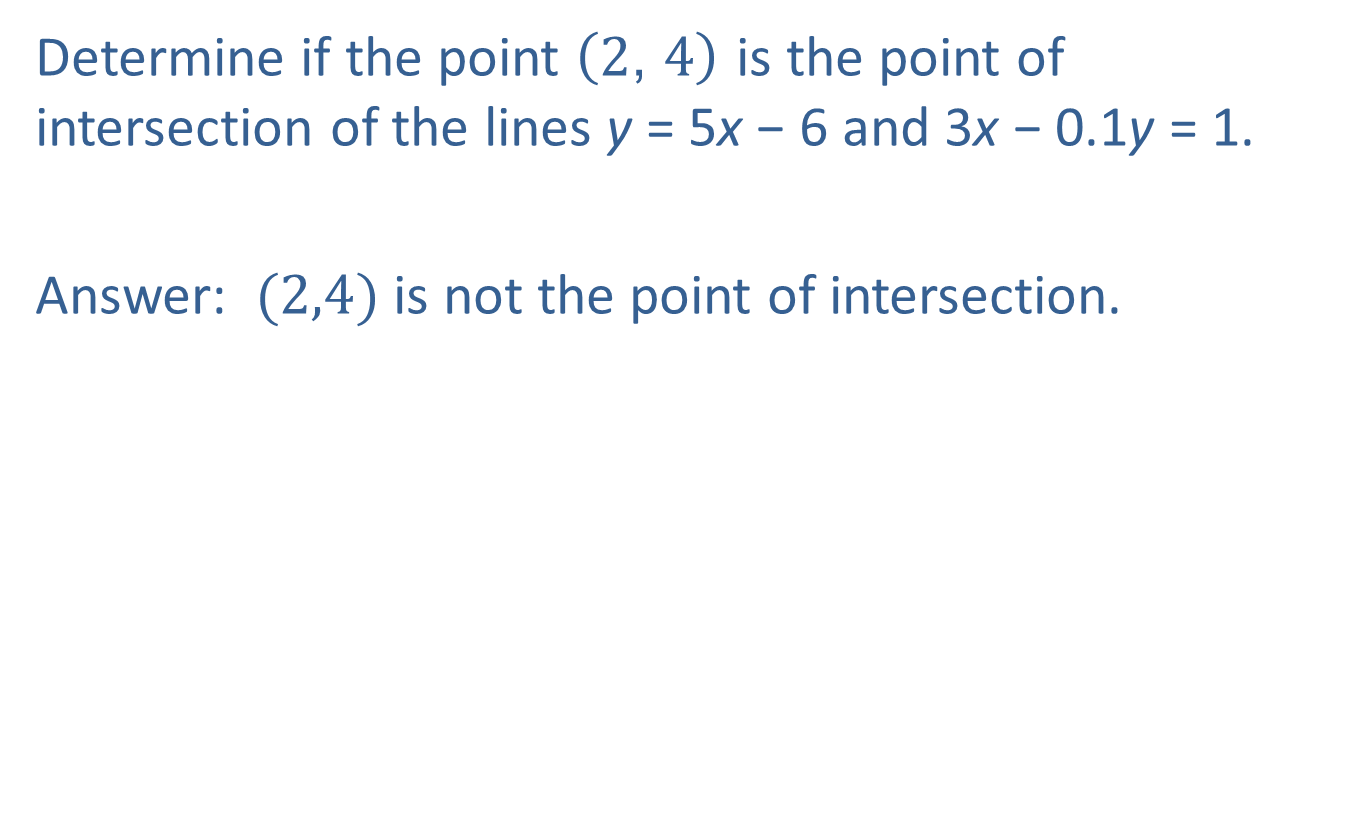 Determine if the point (2, 4) is the point of
intersection of the lines y = 5x – 6 and 3x – 0.1y = 1.
Answer: (2,4) is not the point of intersection.